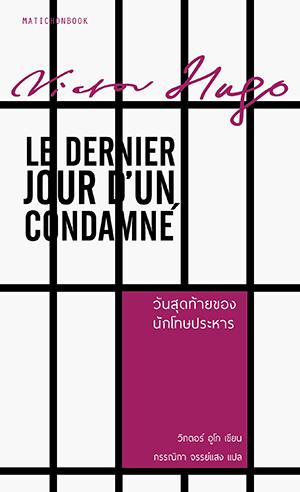 MATICHONBOOK
Victor Hugo
LE DERNIER
JOUR D'UN
CONDAMNÉ
วันสุดท้ายของ
นักโทษประหาร
วิกตอร์ อูโก เขียน
กรรณิกา จรรย์แสง แปล